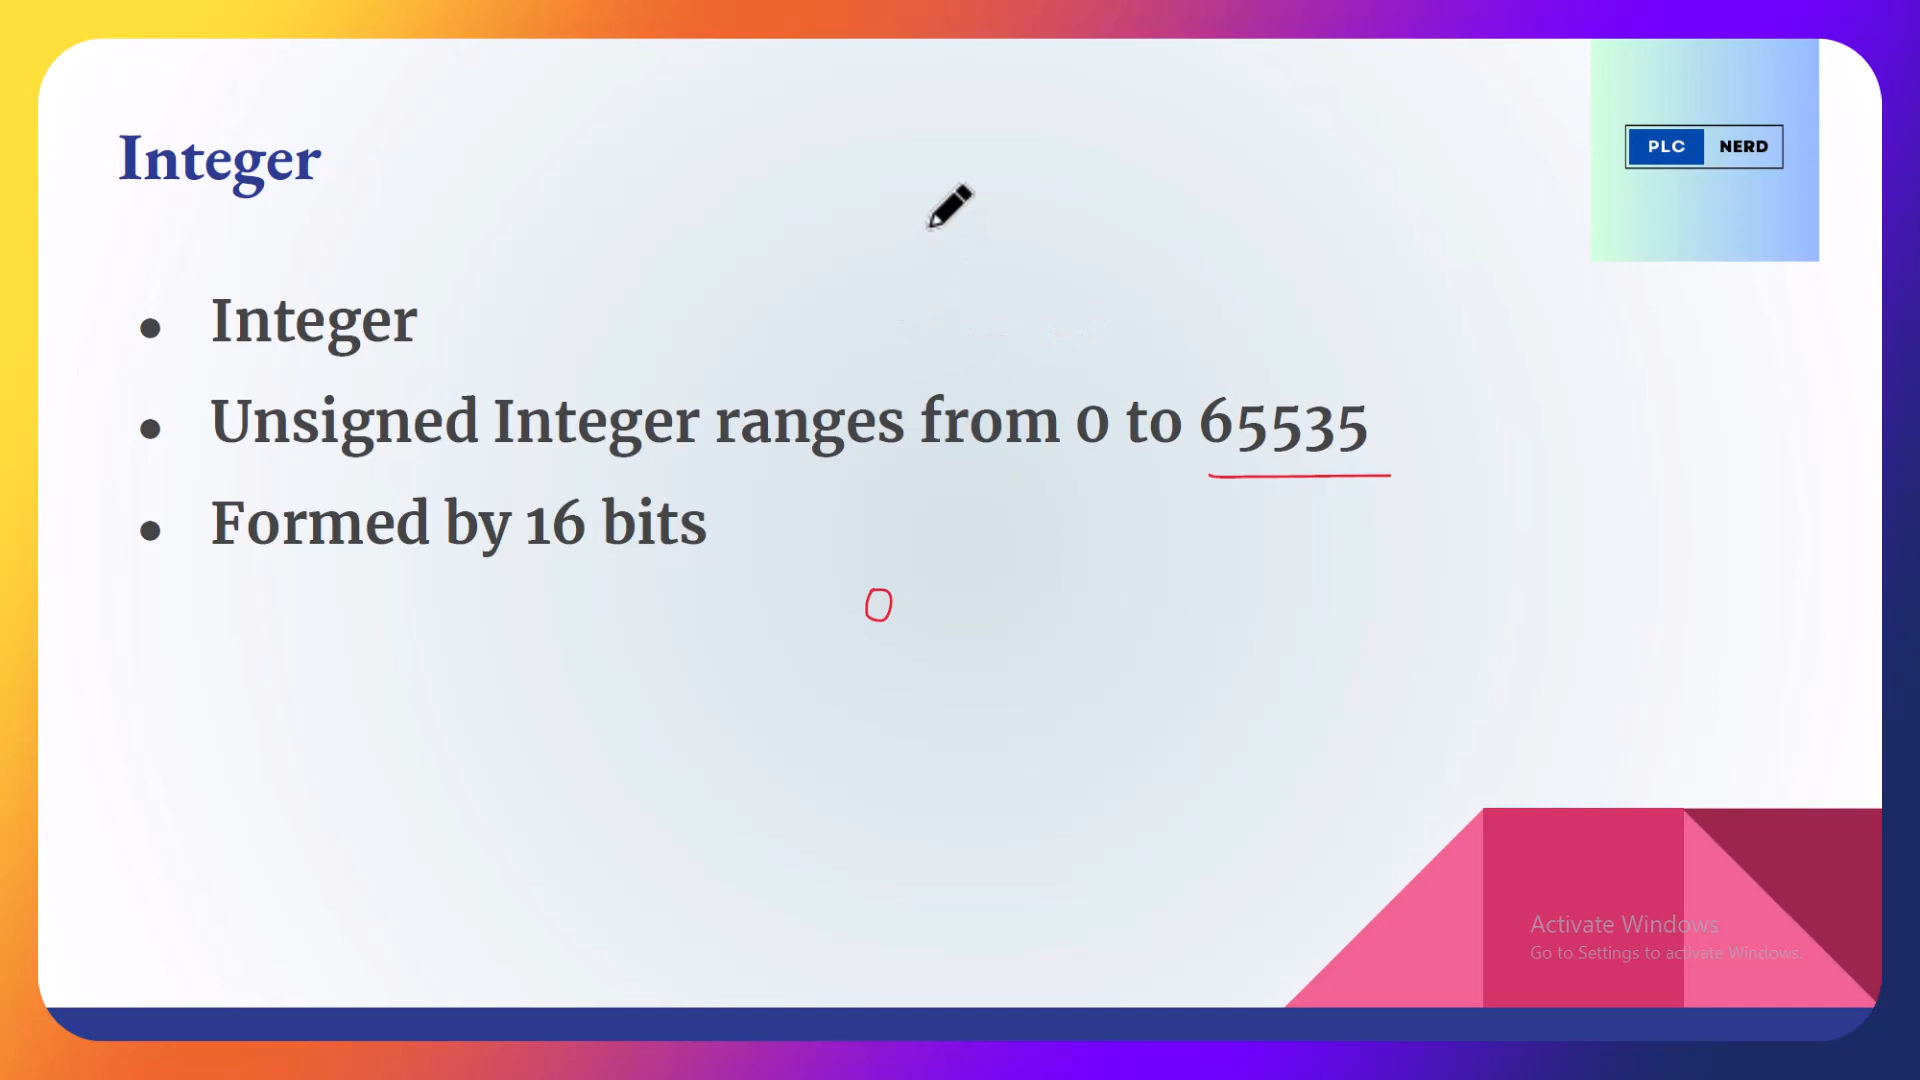 Integer
PLC NERD
Integer
Unsigned Integer ranges from 0 to 65535
Formed by 16 bits
0
Activate Windows
Go to Settings to activate Windows.